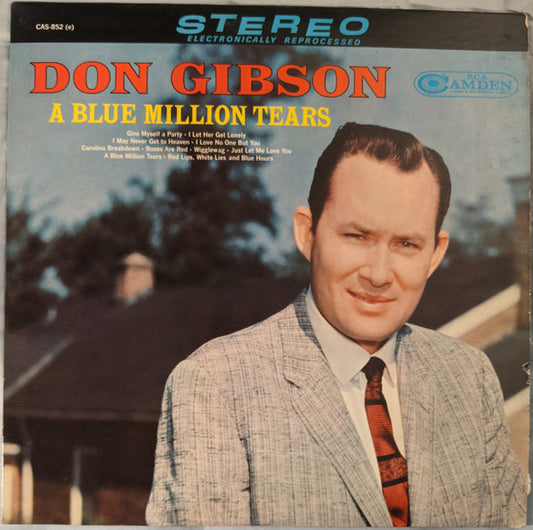 CAS-852 (e)
STEREO
ELECTRONICALLY REPROCESSED
DON GIBSON
RCA
CAMDEN
A BLUE MILLION TEARS
Give Myself a Party • I Let Her Get Lonely
I May Never Get to Heaven • I Love No One But You
Carolina Breakdown • Roses Are Red • Wigglewag • Just Let Me Love You
A Blue Million Tears • Red Lips, White Lies and Blue Hours